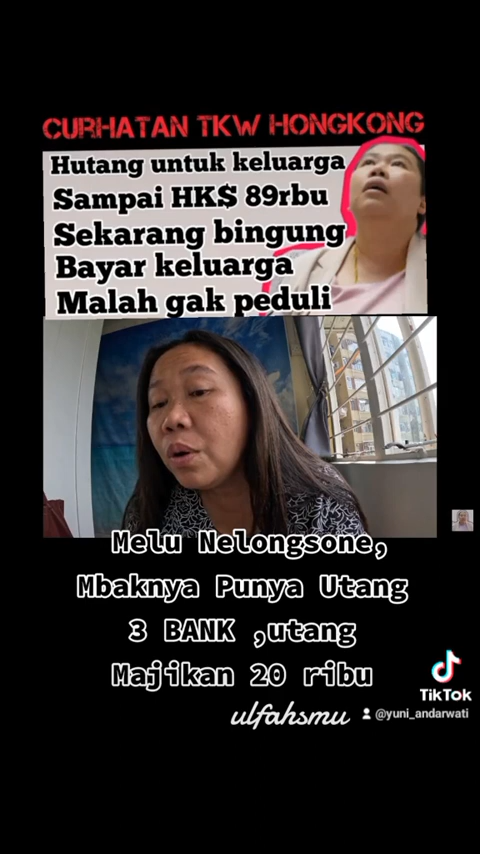 CURHATAN TKW HONGKONG
Hutang untuk keluarga
Sampai HK$ 89rbu
Sekarang bingung
Bayar keluarga
Malah gak peduli
Melu Nelongsone,
Mbaknya Punya Utang
3 BANK ,utang
Majikan 20 ribu
TikTok
ulfahsmu
@yuni_andarwati